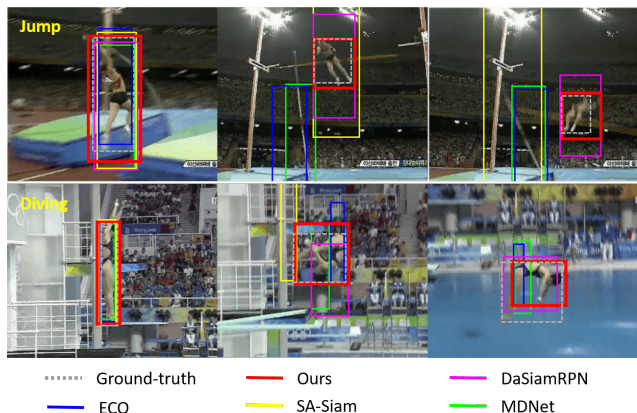 Jump
Diving
Ground-truth
Ours
DaSiamRPN
ECO
SA-Siam
MDNet